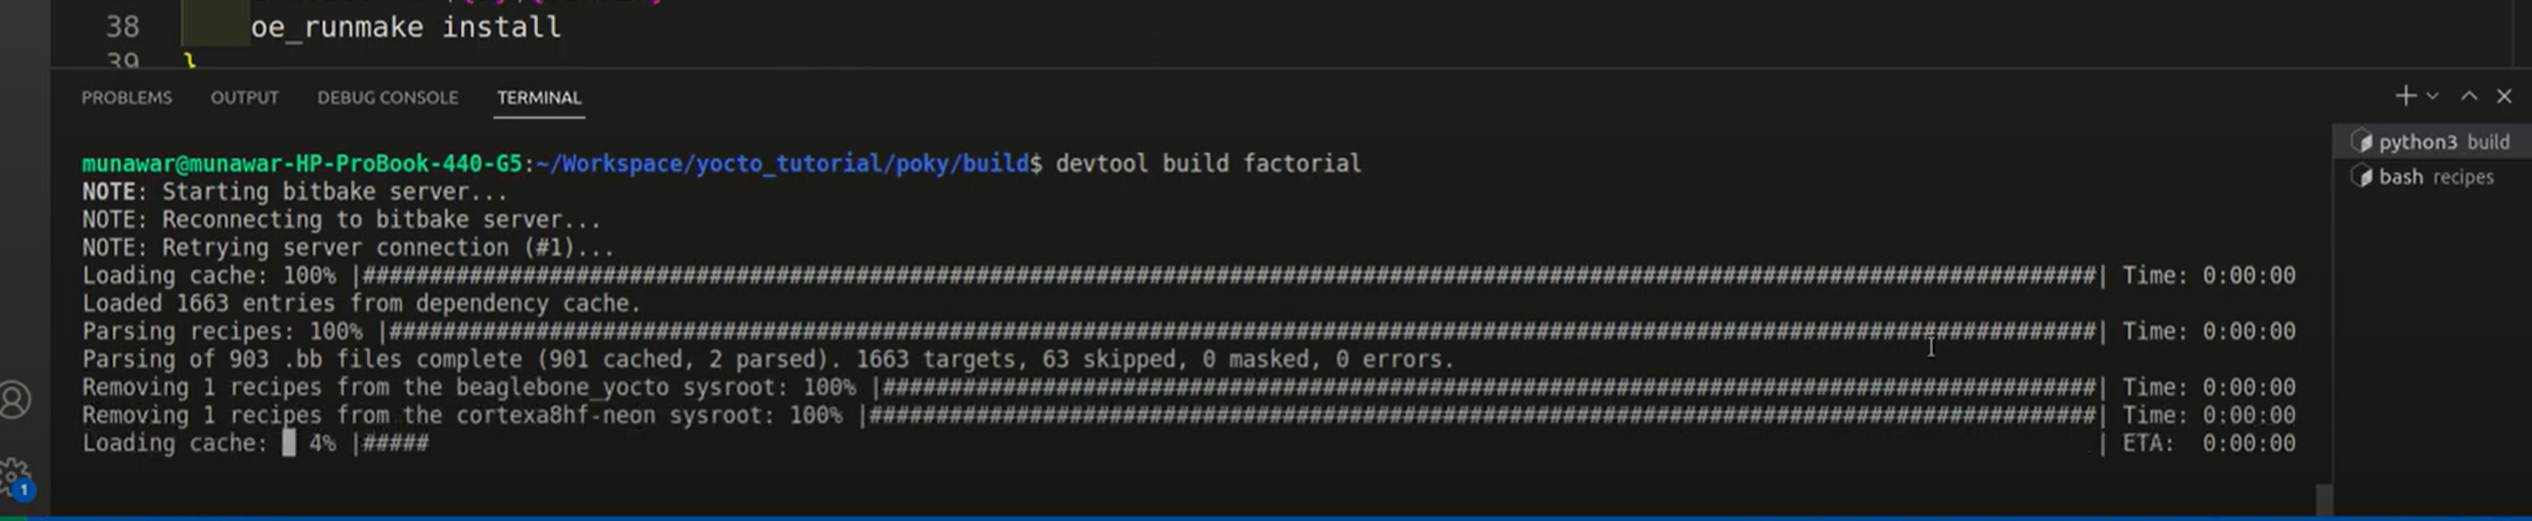 38 oe_runmake install
39 }
PROBLEMS OUTPUT DEBUG CONSOLE TERMINAL
python3 build
bash recipes
munawar@munawar-HP-ProBook-440-G5:~/Workspace/yocto_tutorial/poky/build$ devtool build factorial
NOTE: Starting bitbake server...
NOTE: Reconnecting to bitbake server...
NOTE: Retrying server connection (#1)...
Loading cache: 100% |##################################################################################################################################| Time: 0:00:00
Loaded 1663 entries from dependency cache.
Parsing recipes: 100% |################################################################################################################################| Time: 0:00:00
Parsing of 903 .bb files complete (901 cached, 2 parsed). 1663 targets, 63 skipped, 0 masked, 0 errors.
Removing 1 recipes from the beaglebone_yocto sysroot: 100% |###########################################################################################| Time: 0:00:00
Removing 1 recipes from the cortexa8hf-neon sysroot: 100% |############################################################################################| Time: 0:00:00
Loading cache: 4% |##### | ETA: 0:00:00
1